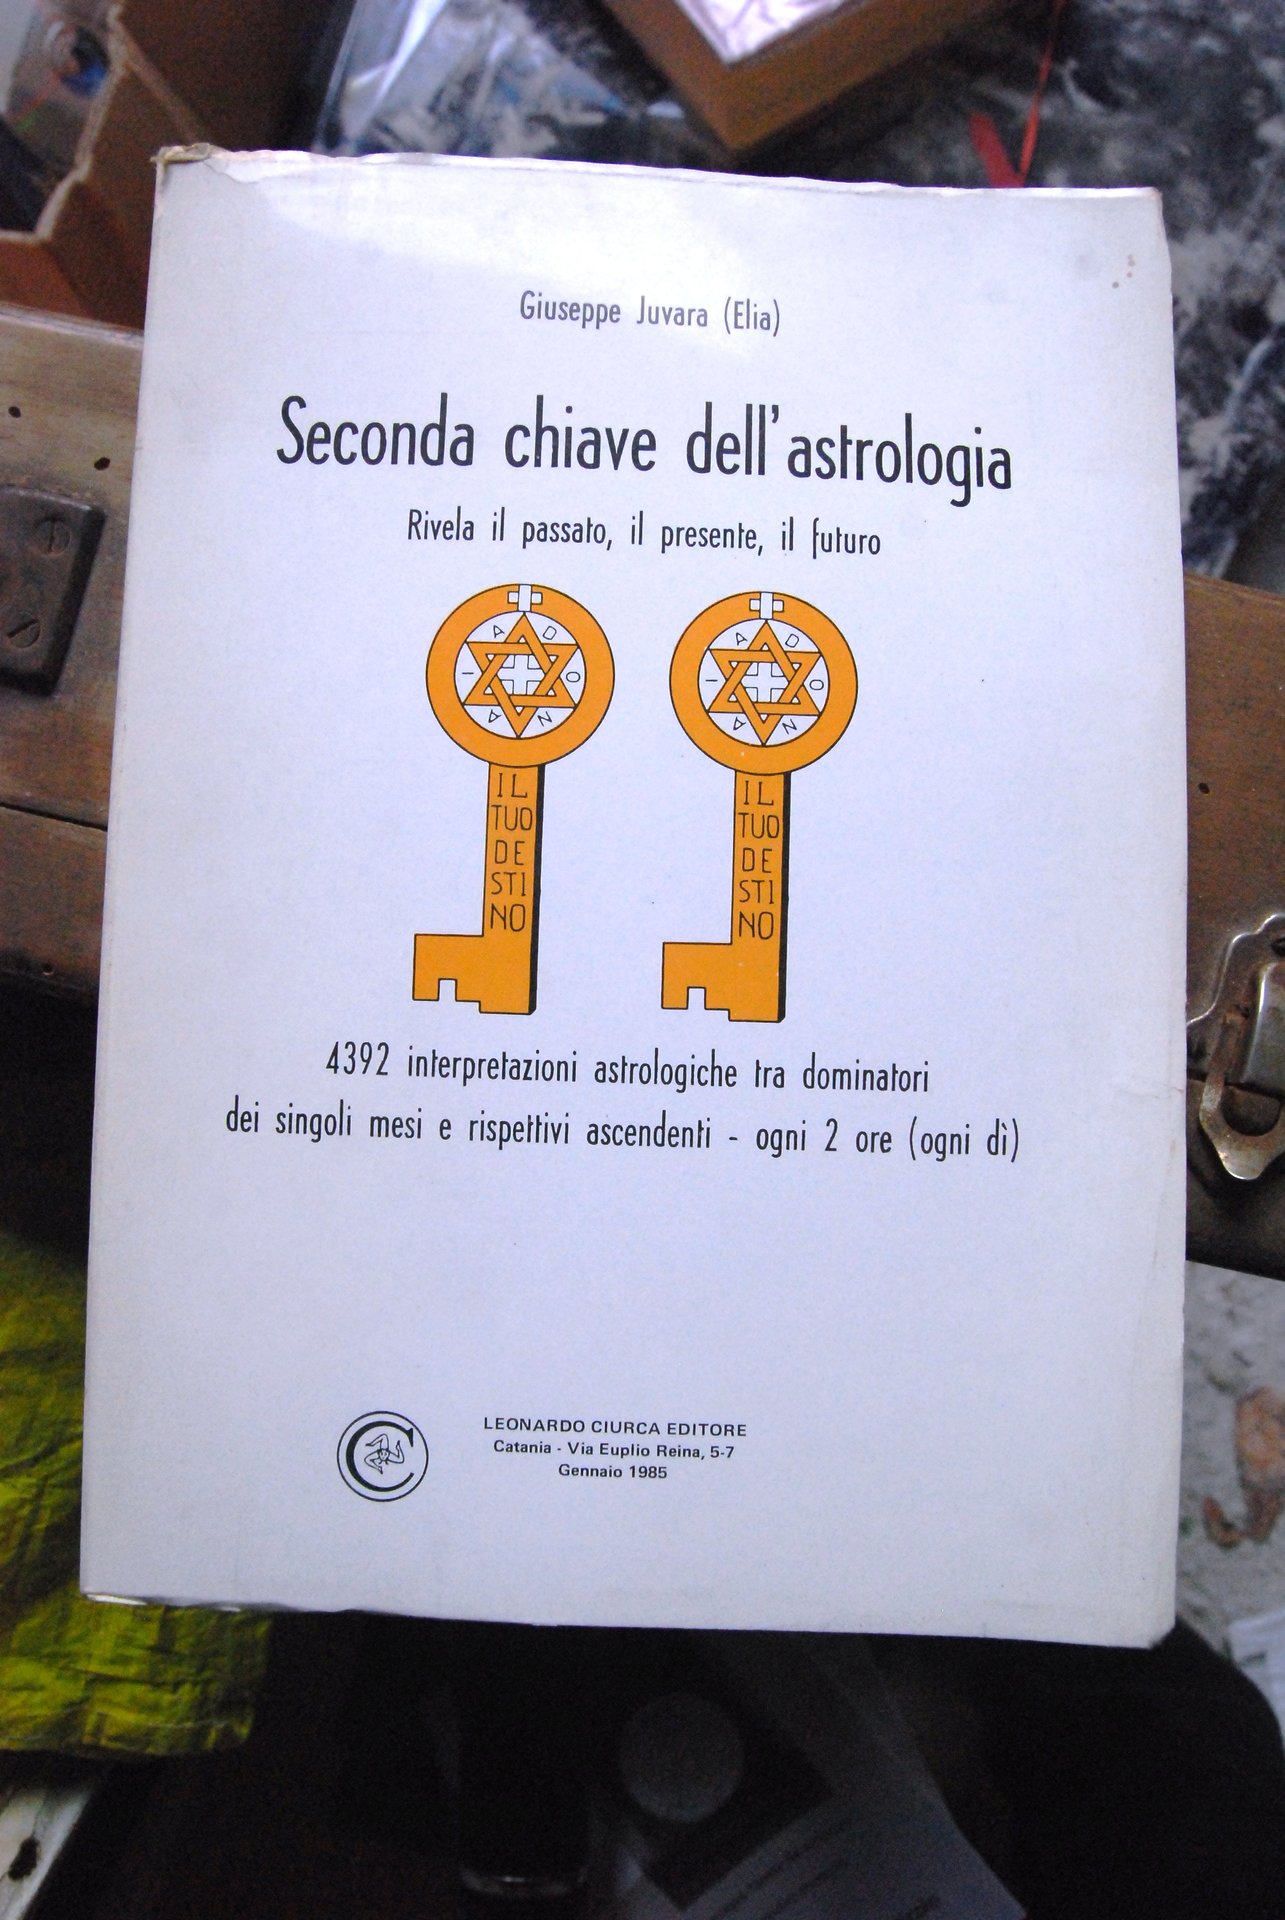 Giuseppe Juvara (Elia)
Seconda chiave dell'astrologia
Rivela il passato, il presente, il futuro
ADONAI
IL
TUO
DE
STI
NO
ADONAI
IL
TUO
DE
STI
NO
4392 interpretazioni astrologiche tra dominatori
dei singoli mesi e rispettivi ascendenti - ogni 2 ore (ogni dì)
C
LEONARDO CIURCA EDITORE
Catania - Via Euplio Reina, 5-7
Gennaio 1985